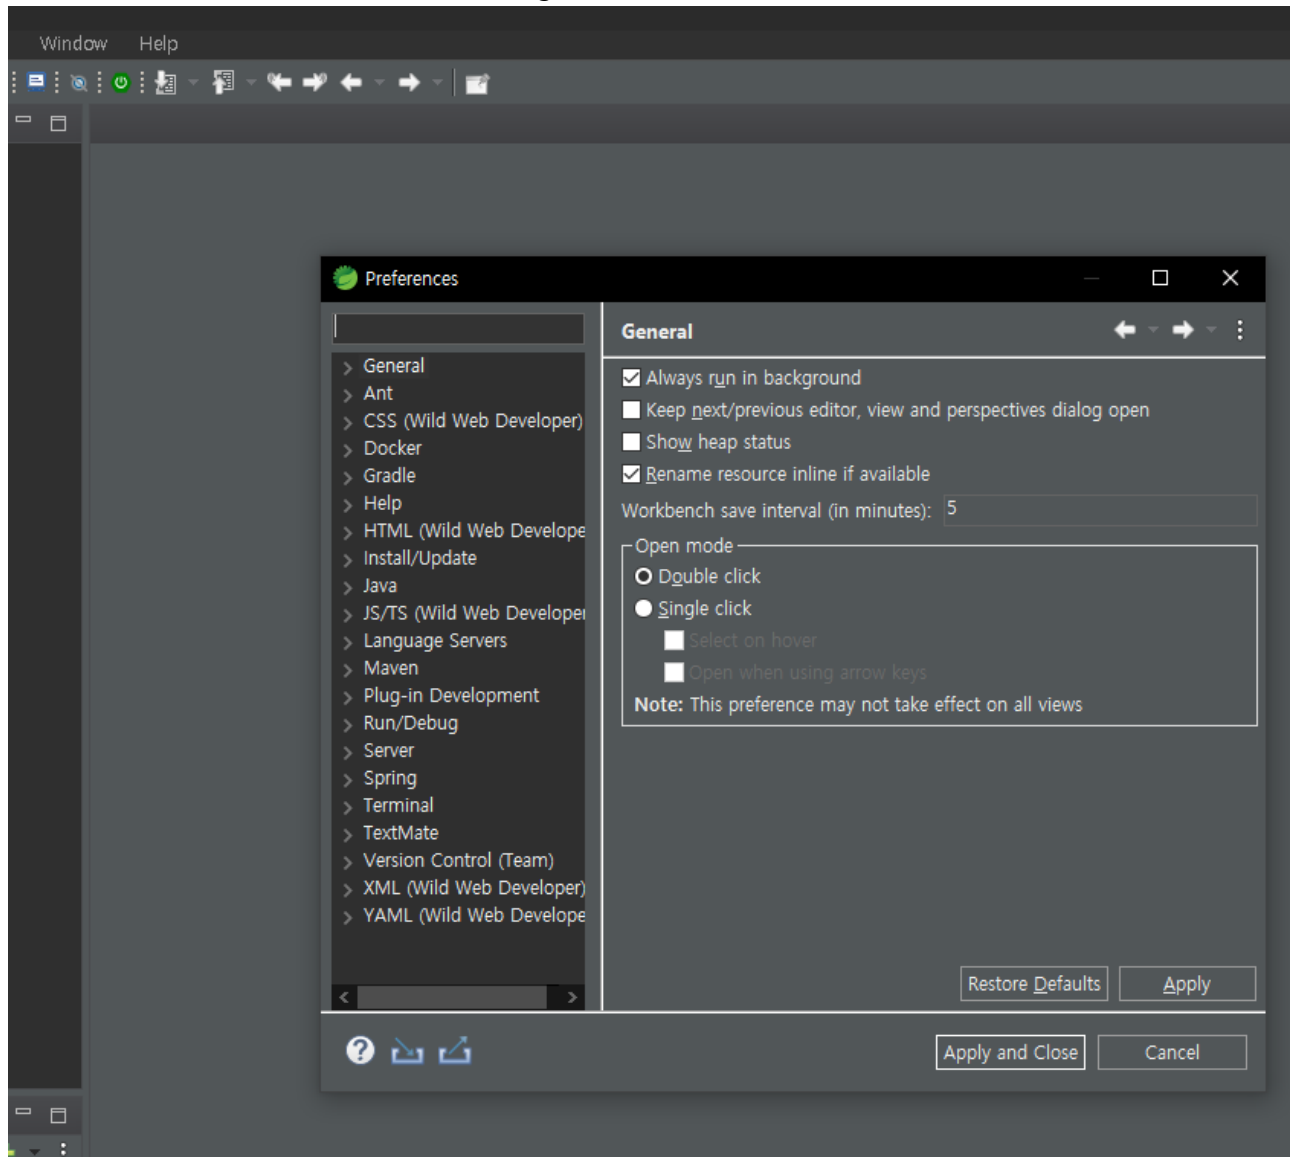 Window Help
Preferences
General
General
Ant
CSS (Wild Web Developer)
Docker
Gradle
Help
HTML (Wild Web Develope
Install/Update
Java
JS/TS (Wild Web Developer
Language Servers
Maven
Plug-in Development
Run/Debug
Server
Spring
Terminal
TextMate
Version Control (Team)
XML (Wild Web Developer)
YAML (Wild Web Develope
Always run in background
Keep next/previous editor, view and perspectives dialog open
Show heap status
Rename resource inline if available
Workbench save interval (in minutes): 5
Open mode
Double click
Single click
Select on hover
Open when using arrow keys
Note: This preference may not take effect on all views
Restore Defaults Apply
Apply and Close Cancel